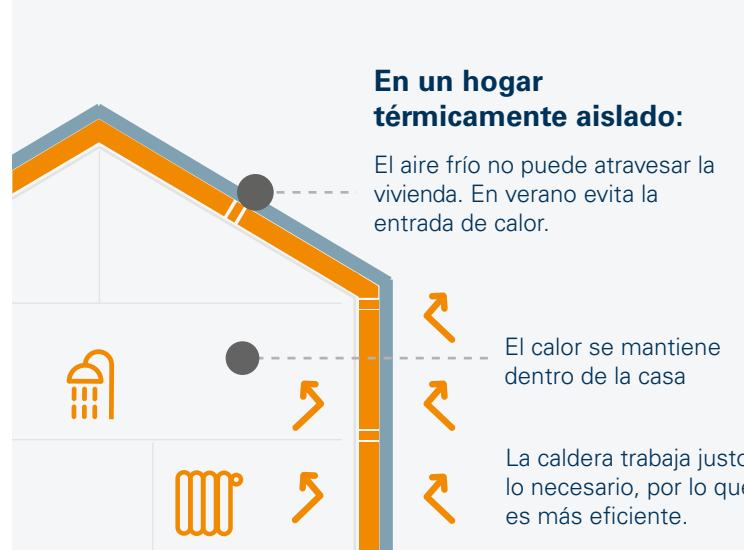 En un hogar
térmicamente aislado:
El aire frío no puede atravesar la
vivienda. En verano evita la
entrada de calor.
El calor se mantiene
dentro de la casa
La caldera trabaja justo
lo necesario, por lo que
es más eficiente.